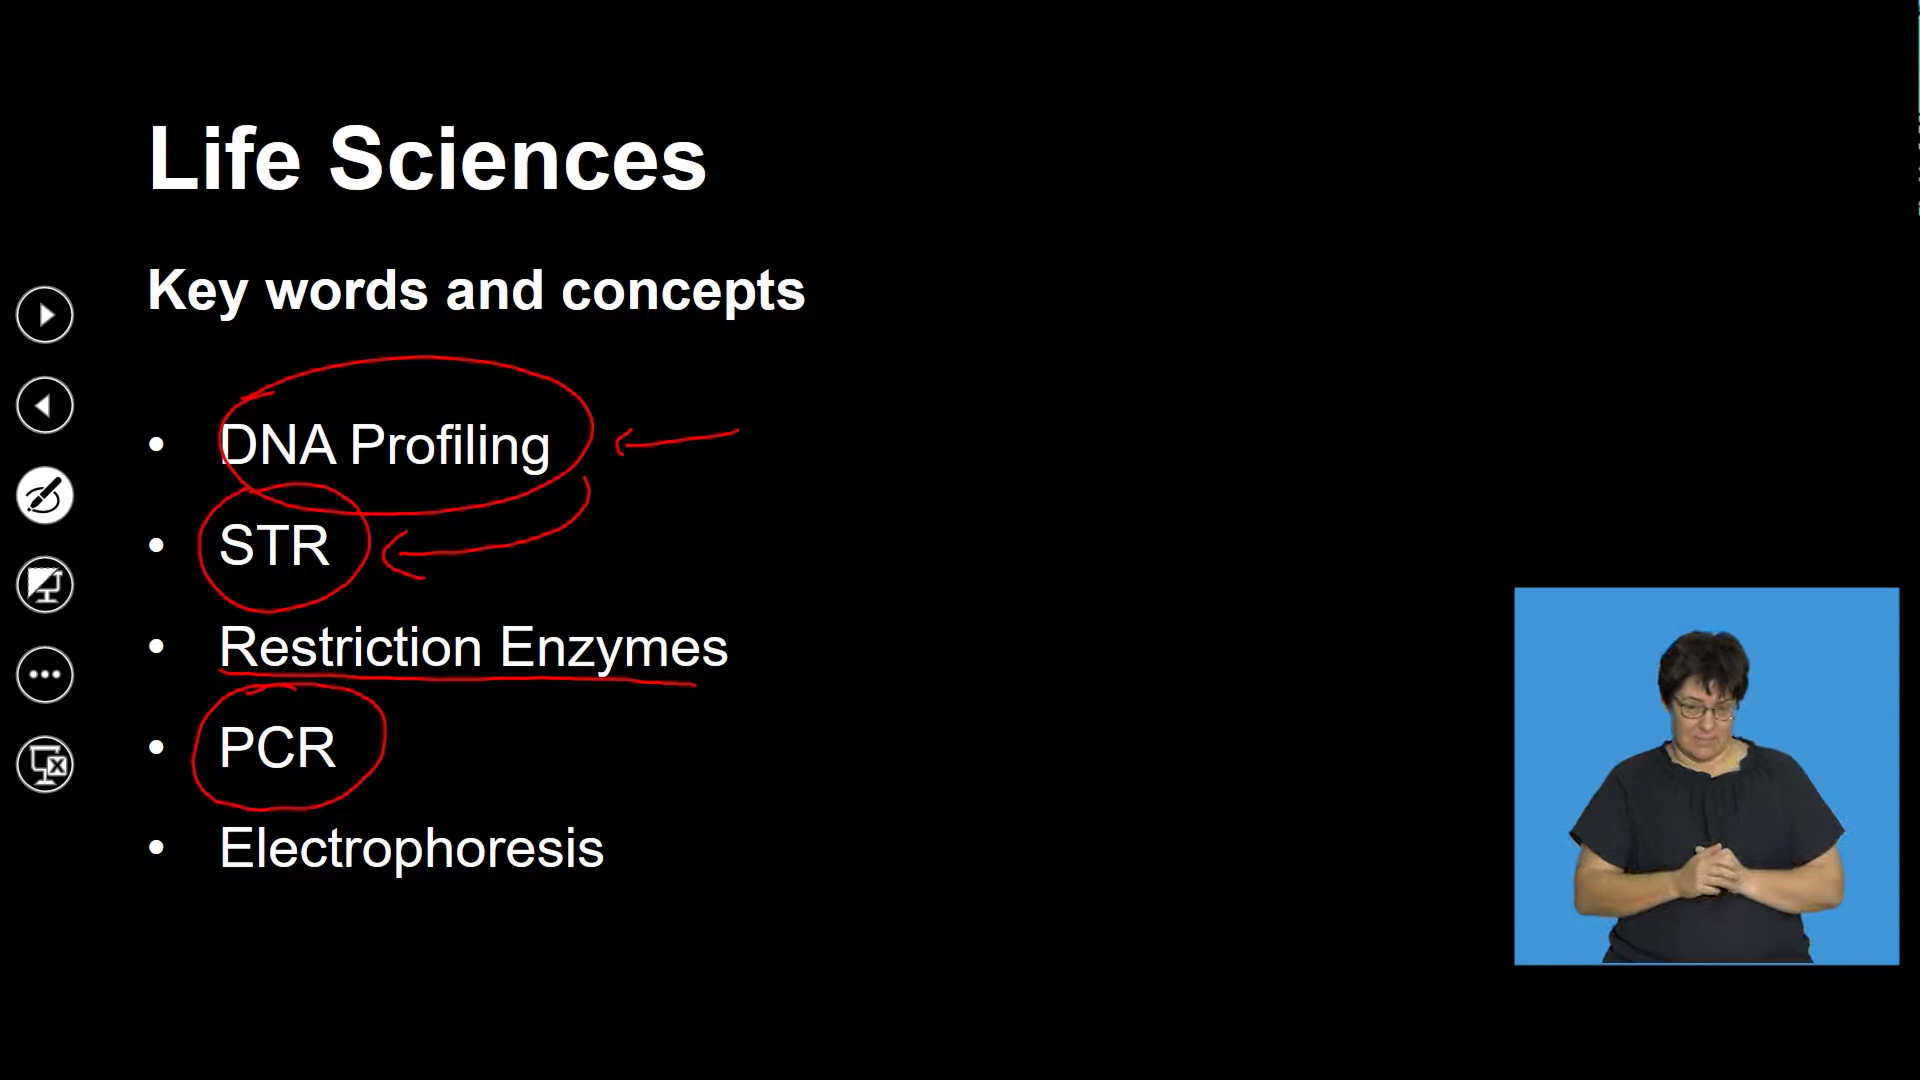 Life Sciences
Key words and concepts
• DNA Profiling
• STR
• Restriction Enzymes
• PCR
• Electrophoresis